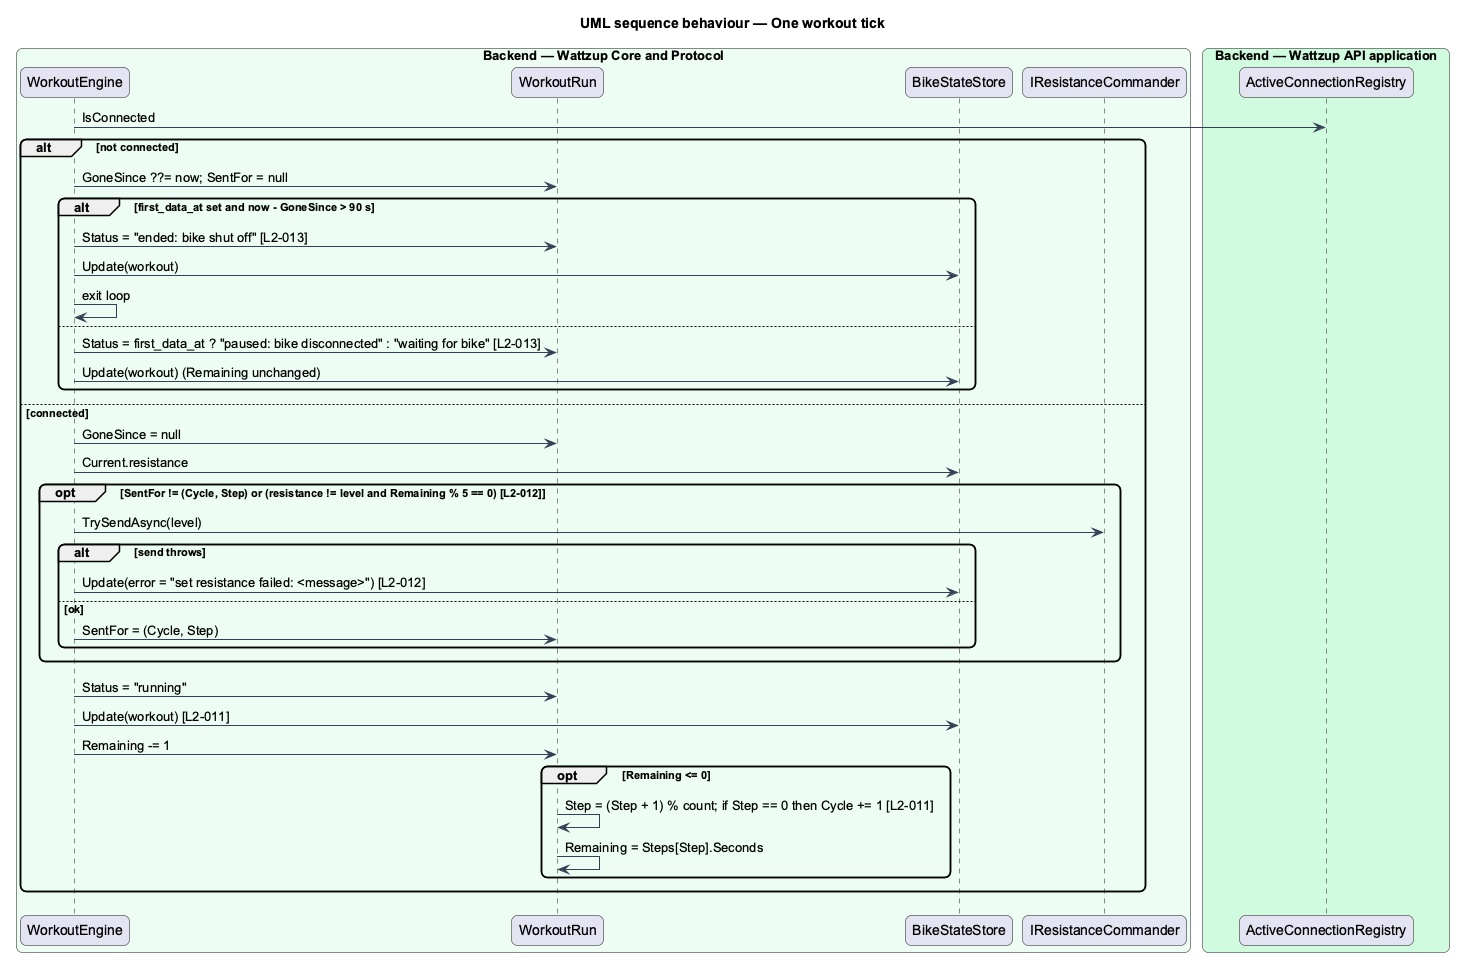 UML sequence behaviour — One workout tick
Backend — Wattzup Core and Protocol
Backend — Wattzup API application
WorkoutEngine
WorkoutRun
BikeStateStore
IResistanceCommander
ActiveConnectionRegistry
IsConnected
alt [not connected]
GoneSince ??= now; SentFor = null
alt [first_data_at set and now - GoneSince > 90 s]
Status = "ended: bike shut off" [L2-013]
Update(workout)
exit loop
Status = first_data_at ? "paused: bike disconnected" : "waiting for bike" [L2-013]
Update(workout) (Remaining unchanged)
[connected]
GoneSince = null
Current.resistance
opt [SentFor != (Cycle, Step) or (resistance != level and Remaining % 5 == 0) [L2-012]]
TrySendAsync(level)
alt [send throws]
Update(error = "set resistance failed: <message>") [L2-012]
[ok]
SentFor = (Cycle, Step)
Status = "running"
Update(workout) [L2-011]
Remaining -= 1
opt [Remaining <= 0]
Step = (Step + 1) % count; if Step == 0 then Cycle += 1 [L2-011]
Remaining = Steps[Step].Seconds
WorkoutEngine
WorkoutRun
BikeStateStore
IResistanceCommander
ActiveConnectionRegistry